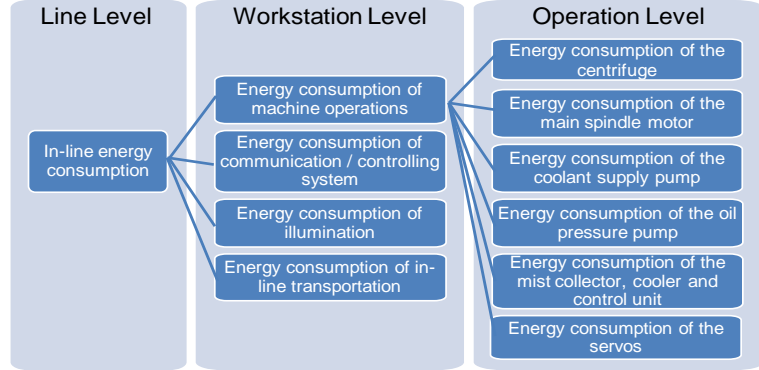 Line Level
Workstation Level
Operation Level
In-line energy
consumption
Energy consumption of
machine operations
Energy consumption of
communication / controlling
system
Energy consumption of
illumination
Energy consumption of in-
line transportation
Energy consumption of the
centrifuge
Energy consumption of the
main spindle motor
Energy consumption of the
coolant supply pump
Energy consumption of the oil
pressure pump
Energy consumption of the
mist collector, cooler and
control unit
Energy consumption of the
servos